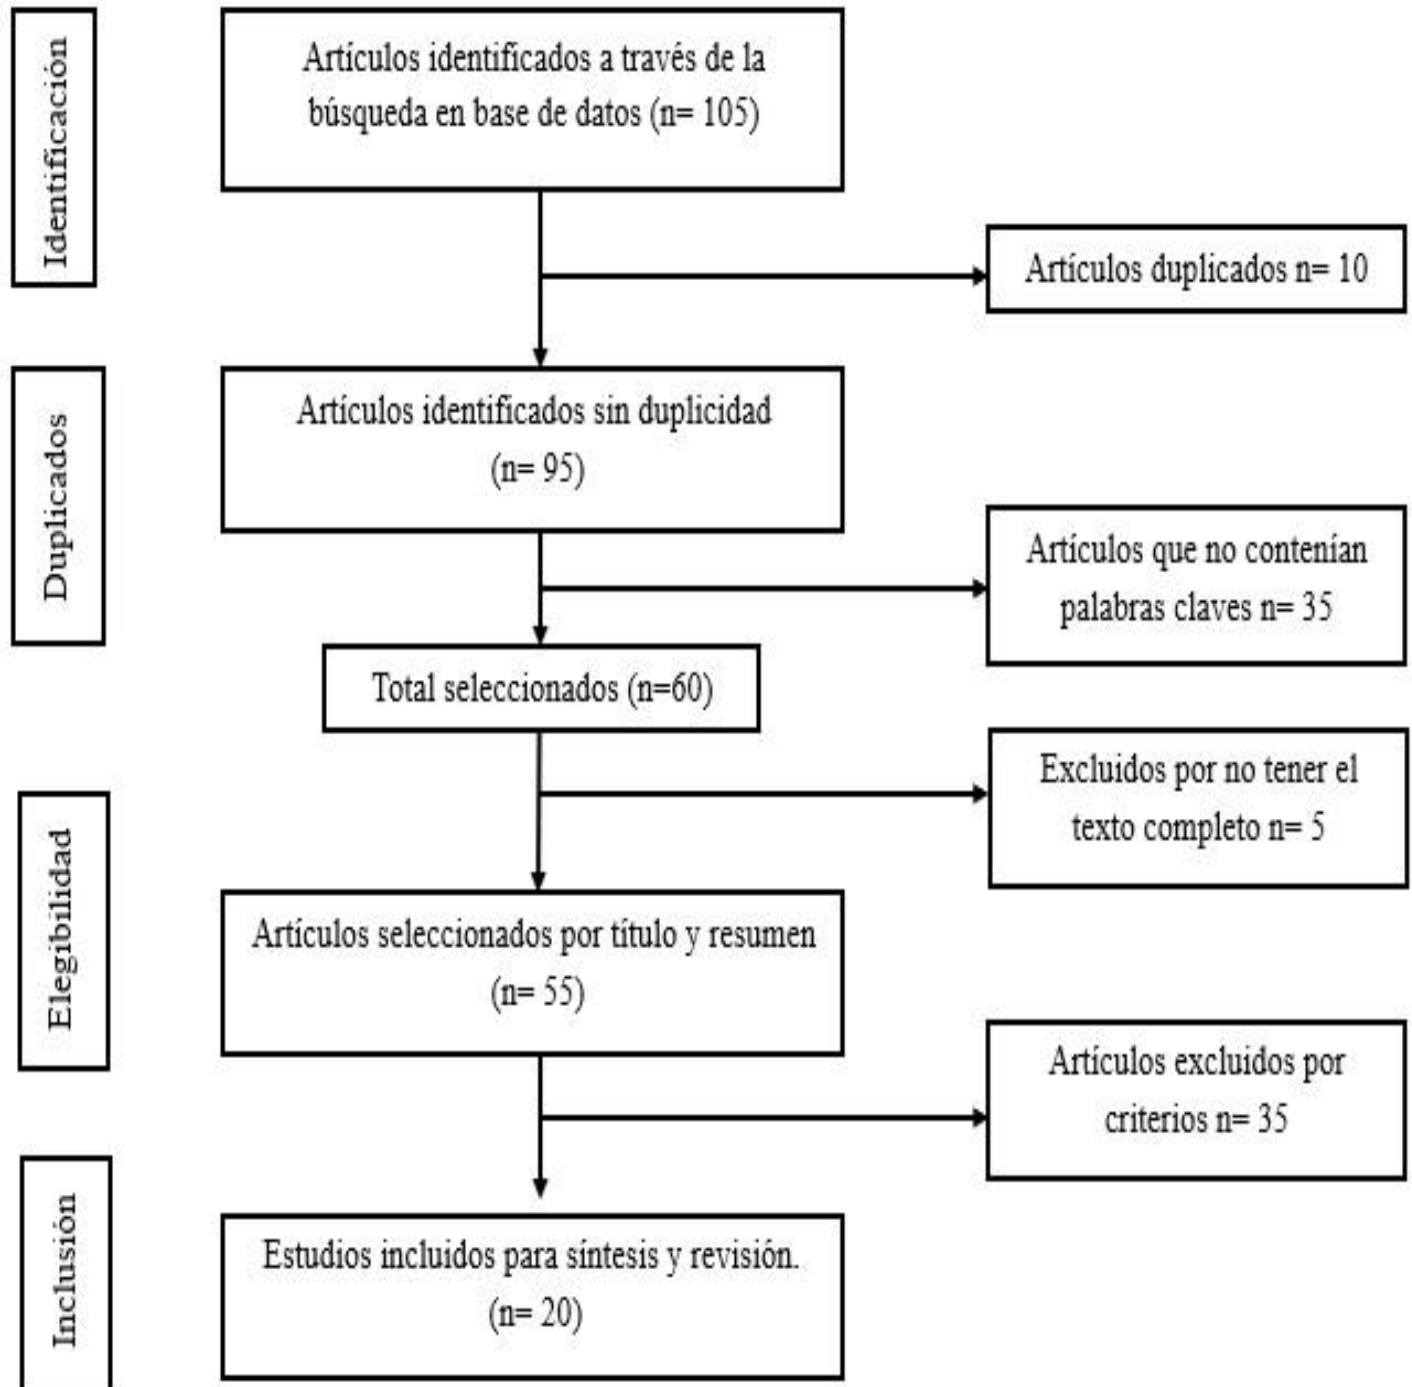 Identificación
Artículos identificados a través de la
búsqueda en base de datos (n= 105)
Artículos duplicados n= 10
Duplicados
Artículos identificados sin duplicidad
(n= 95)
Artículos que no contenían
palabras claves n= 35
Total seleccionados (n=60)
Excluidos por no tener el
texto completo n= 5
Elegibilidad
Artículos seleccionados por título y resumen
(n= 55)
Artículos excluidos por
criterios n= 35
Inclusión
Estudios incluidos para síntesis y revisión.
(n= 20)